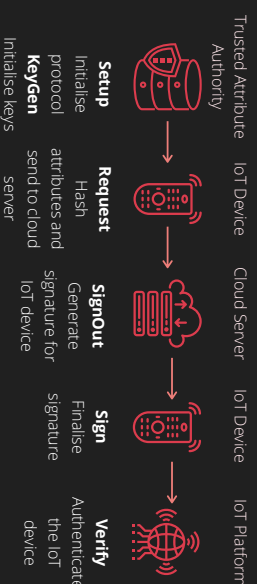 Trusted Attribute
Authority
IoT Device
Cloud Server
IoT Device
IoT Platform
Setup
Initialise
protocol
KeyGen
Initialise keys
Request
Hash
attributes and
send to cloud
server
SignOut
Generate
signature for
IoT device
Sign
Finalise
signature
Verify
Authenticate
the IoT
device